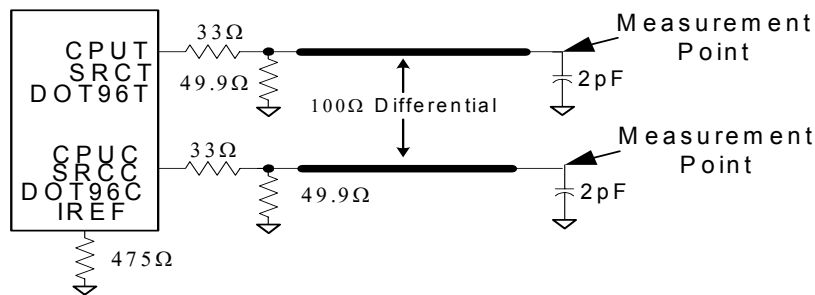 CPUT
SRCT
DOT96T
33Ω
49.9Ω
100Ω Differential
Measurement
Point
2pF
CPUC
SRCC
DOT96C
IREF
33Ω
49.9Ω
Measurement
Point
2pF
475Ω